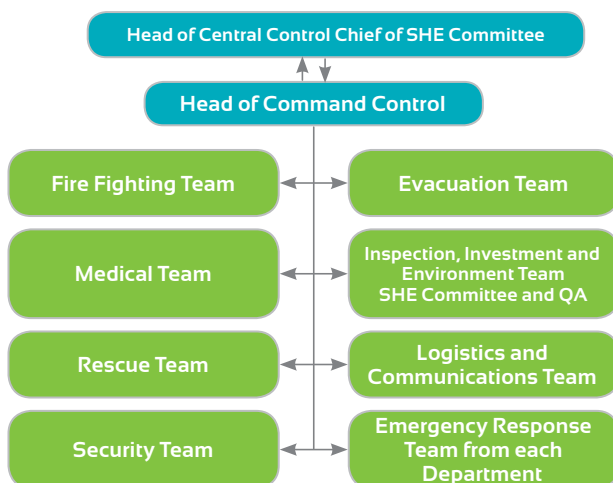 Head of Central Control Chief of SHE Committee
Head of Command Control
Fire Fighting Team
Evacuation Team
Medical Team
Inspection, Investment and
Environment Team
SHE Committee and QA
Rescue Team
Logistics and
Communications Team
Security Team
Emergency Response
Team from each
Department